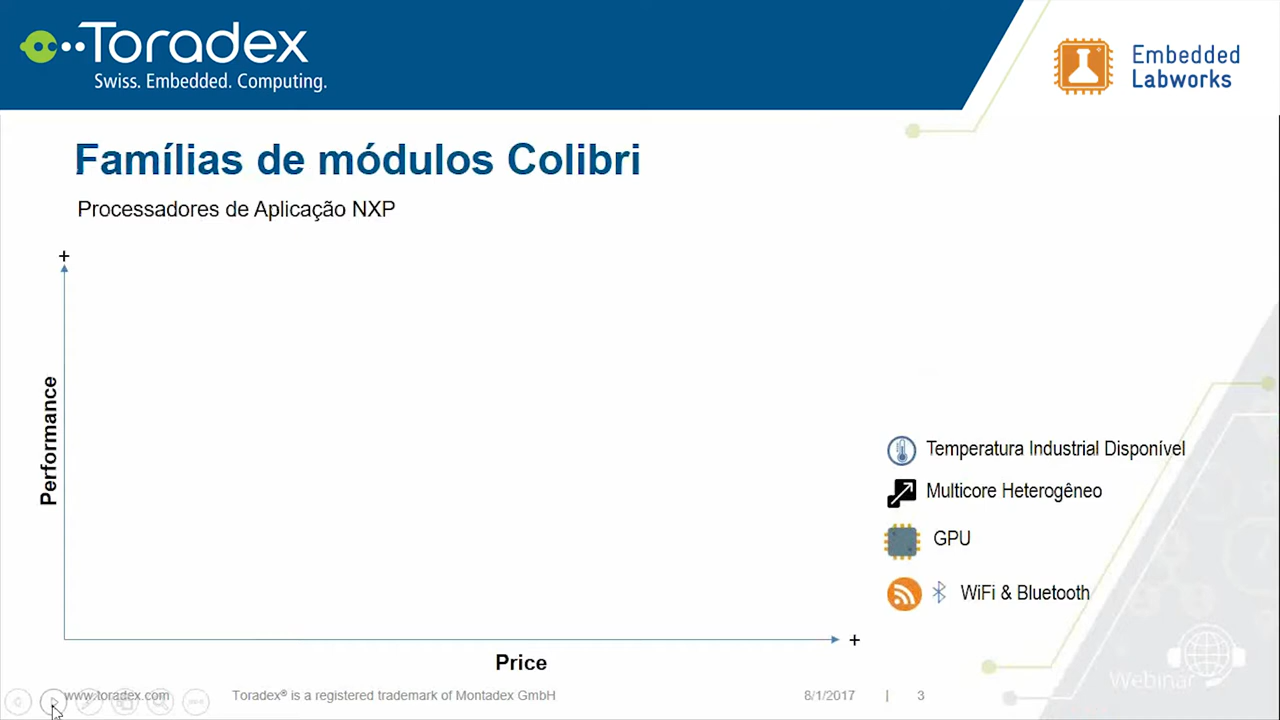 Toradex
Swiss. Embedded. Computing.
Embedded
Labworks
Famílias de módulos Colibri
Processadores de Aplicação NXP
+
Performance
Temperatura Industrial Disponível
Multicore Heterogêneo
GPU
WiFi & Bluetooth
+
Price
Webinar
www.toradex.com
Toradex® is a registered trademark of Montadex GmbH
8/1/2017 | 3